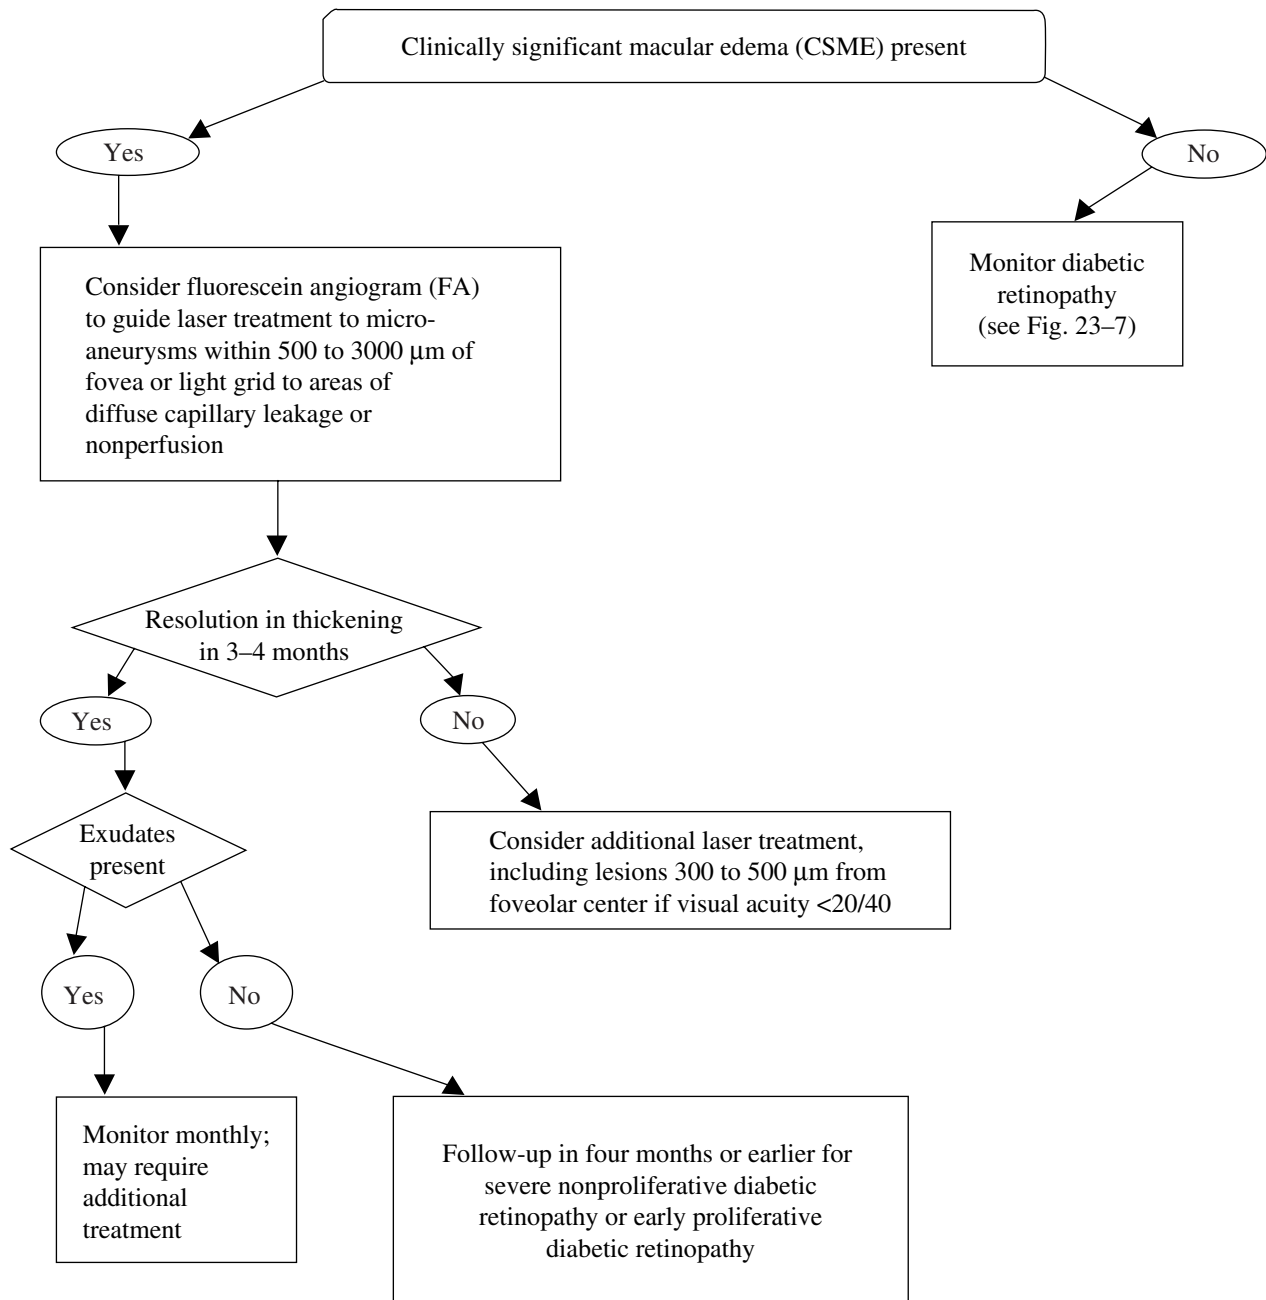 Clinically significant macular edema (CSME) present
Yes
No
Consider fluorescein angiogram (FA)
to guide laser treatment to micro-
aneurysms within 500 to 3000 μm of
fovea or light grid to areas of
diffuse capillary leakage or
nonperfusion
Monitor diabetic
retinopathy
(see Fig. 23–7)
Resolution in thickening
in 3–4 months
Yes
No
Exudates
present
Consider additional laser treatment,
including lesions 300 to 500 μm from
foveolar center if visual acuity <20/40
Yes
No
Monitor monthly;
may require
additional
treatment
Follow-up in four months or earlier for
severe nonproliferative diabetic
retinopathy or early proliferative
diabetic retinopathy